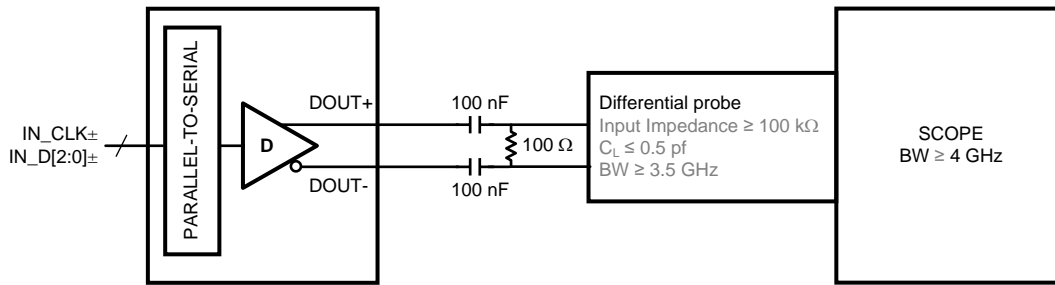 IN_CLK±
IN_D[2:0]±
PARALLEL-TO-SERIAL
D
DOUT+
DOUT-
100 nF
100 nF
100 Ω
Differential probe
Input Impedance ≥ 100 kΩ
CL ≤ 0.5 pf
BW ≥ 3.5 GHz
SCOPE
BW ≥ 4 GHz